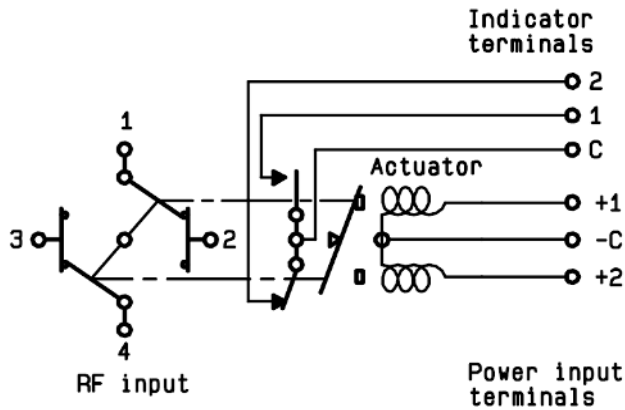 Indicator
terminals
2
1
C
1
Actuator
+1
3
2
-C
+2
4
RF input
Power input
terminals